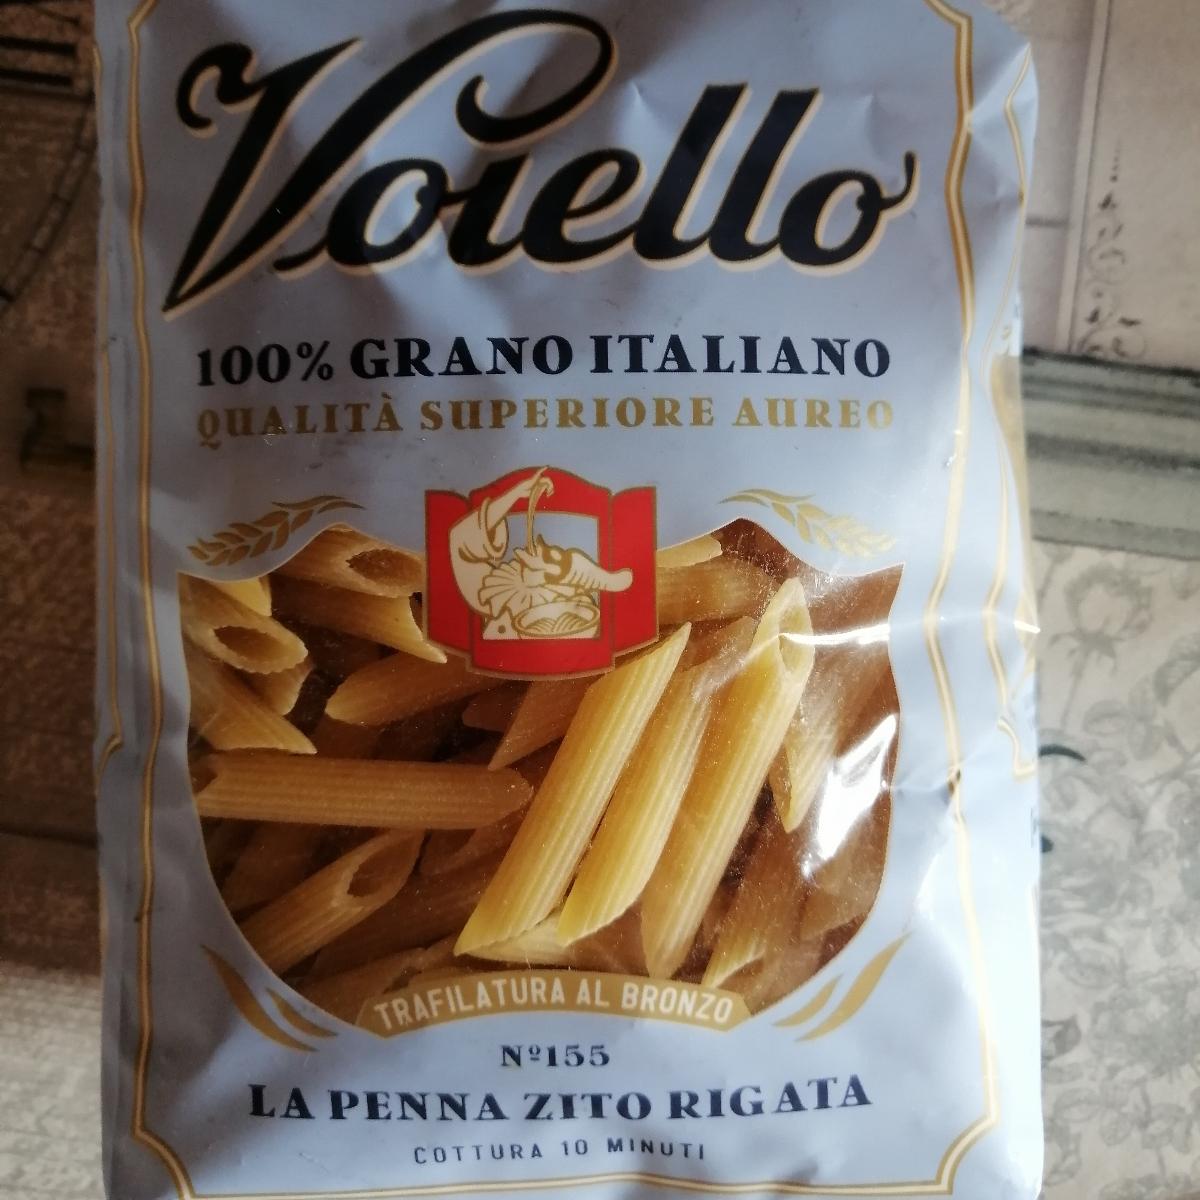 Voiello
100% GRANO ITALIANO
QUALITÀ SUPERIORE AUREO
TRAFILATURA AL BRONZO
Nº155
LA PENNA ZITO RIGATA
COTTURA 10 MINUTI